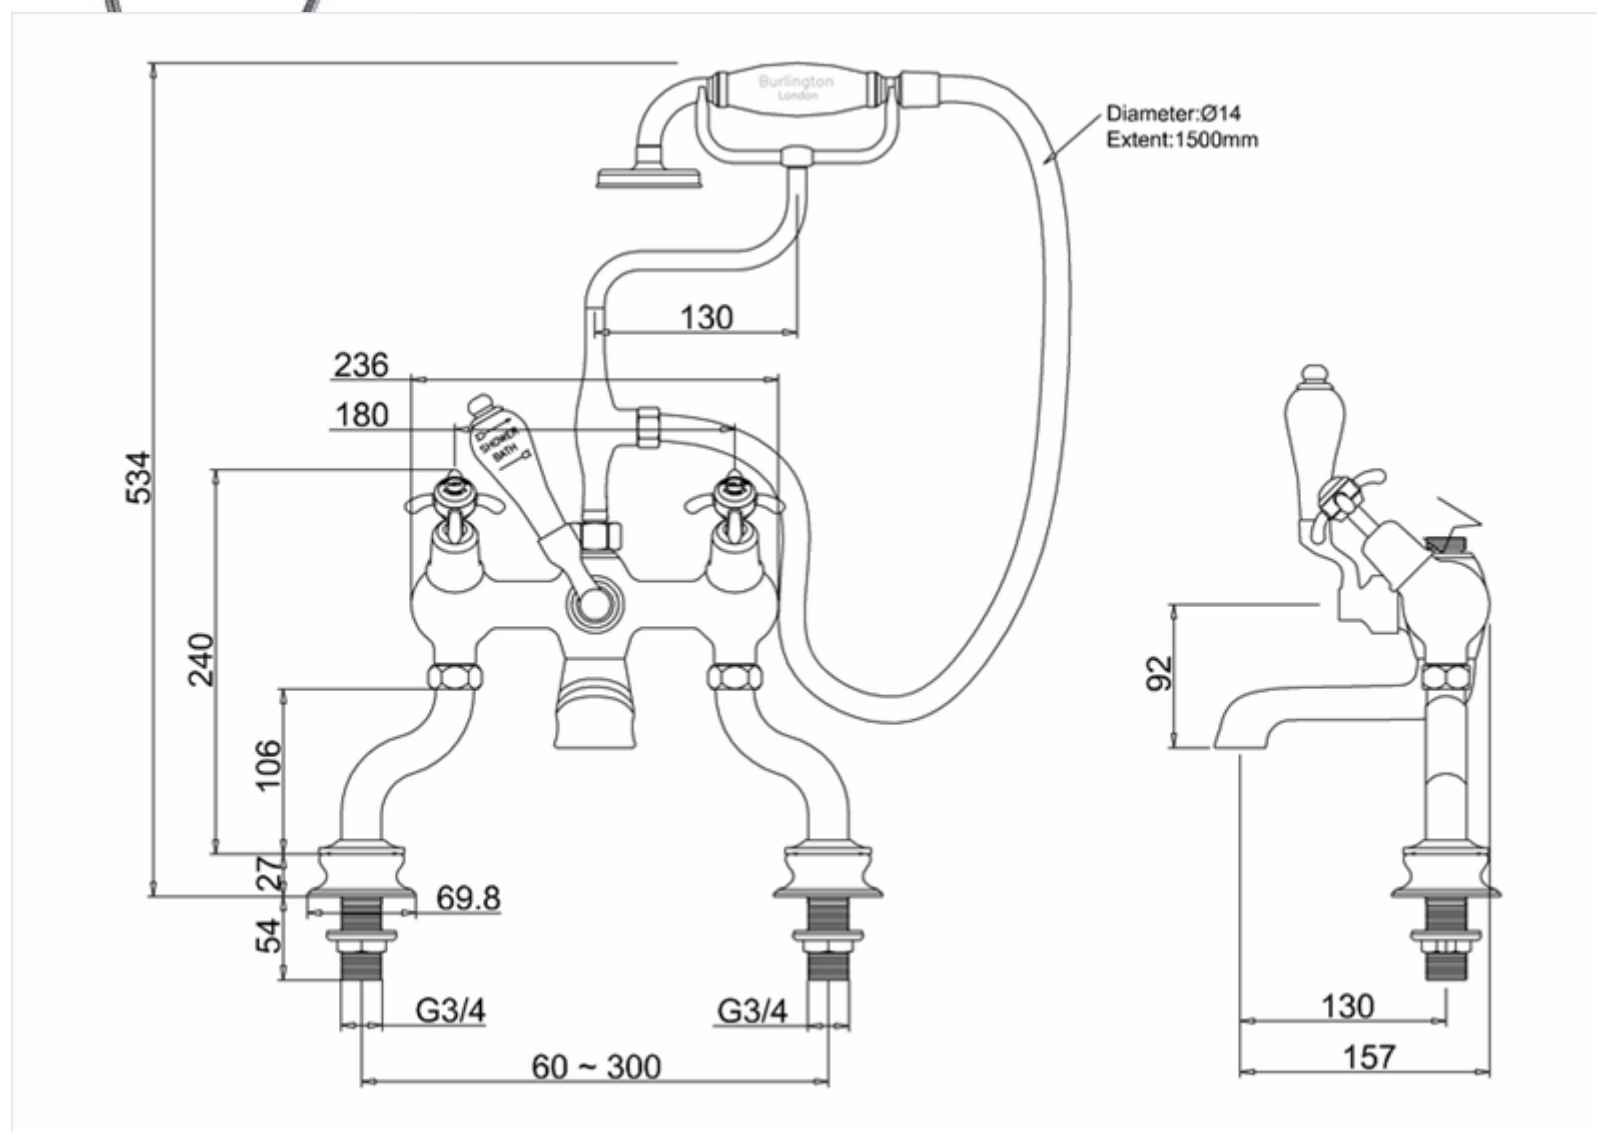 Burlington
London
Diameter:Ø14
Extent:1500mm
130
236
180
SHOWER
BATH
534
240
92
106
27
69.8
54
G3/4
G3/4
130
60 ~ 300
157